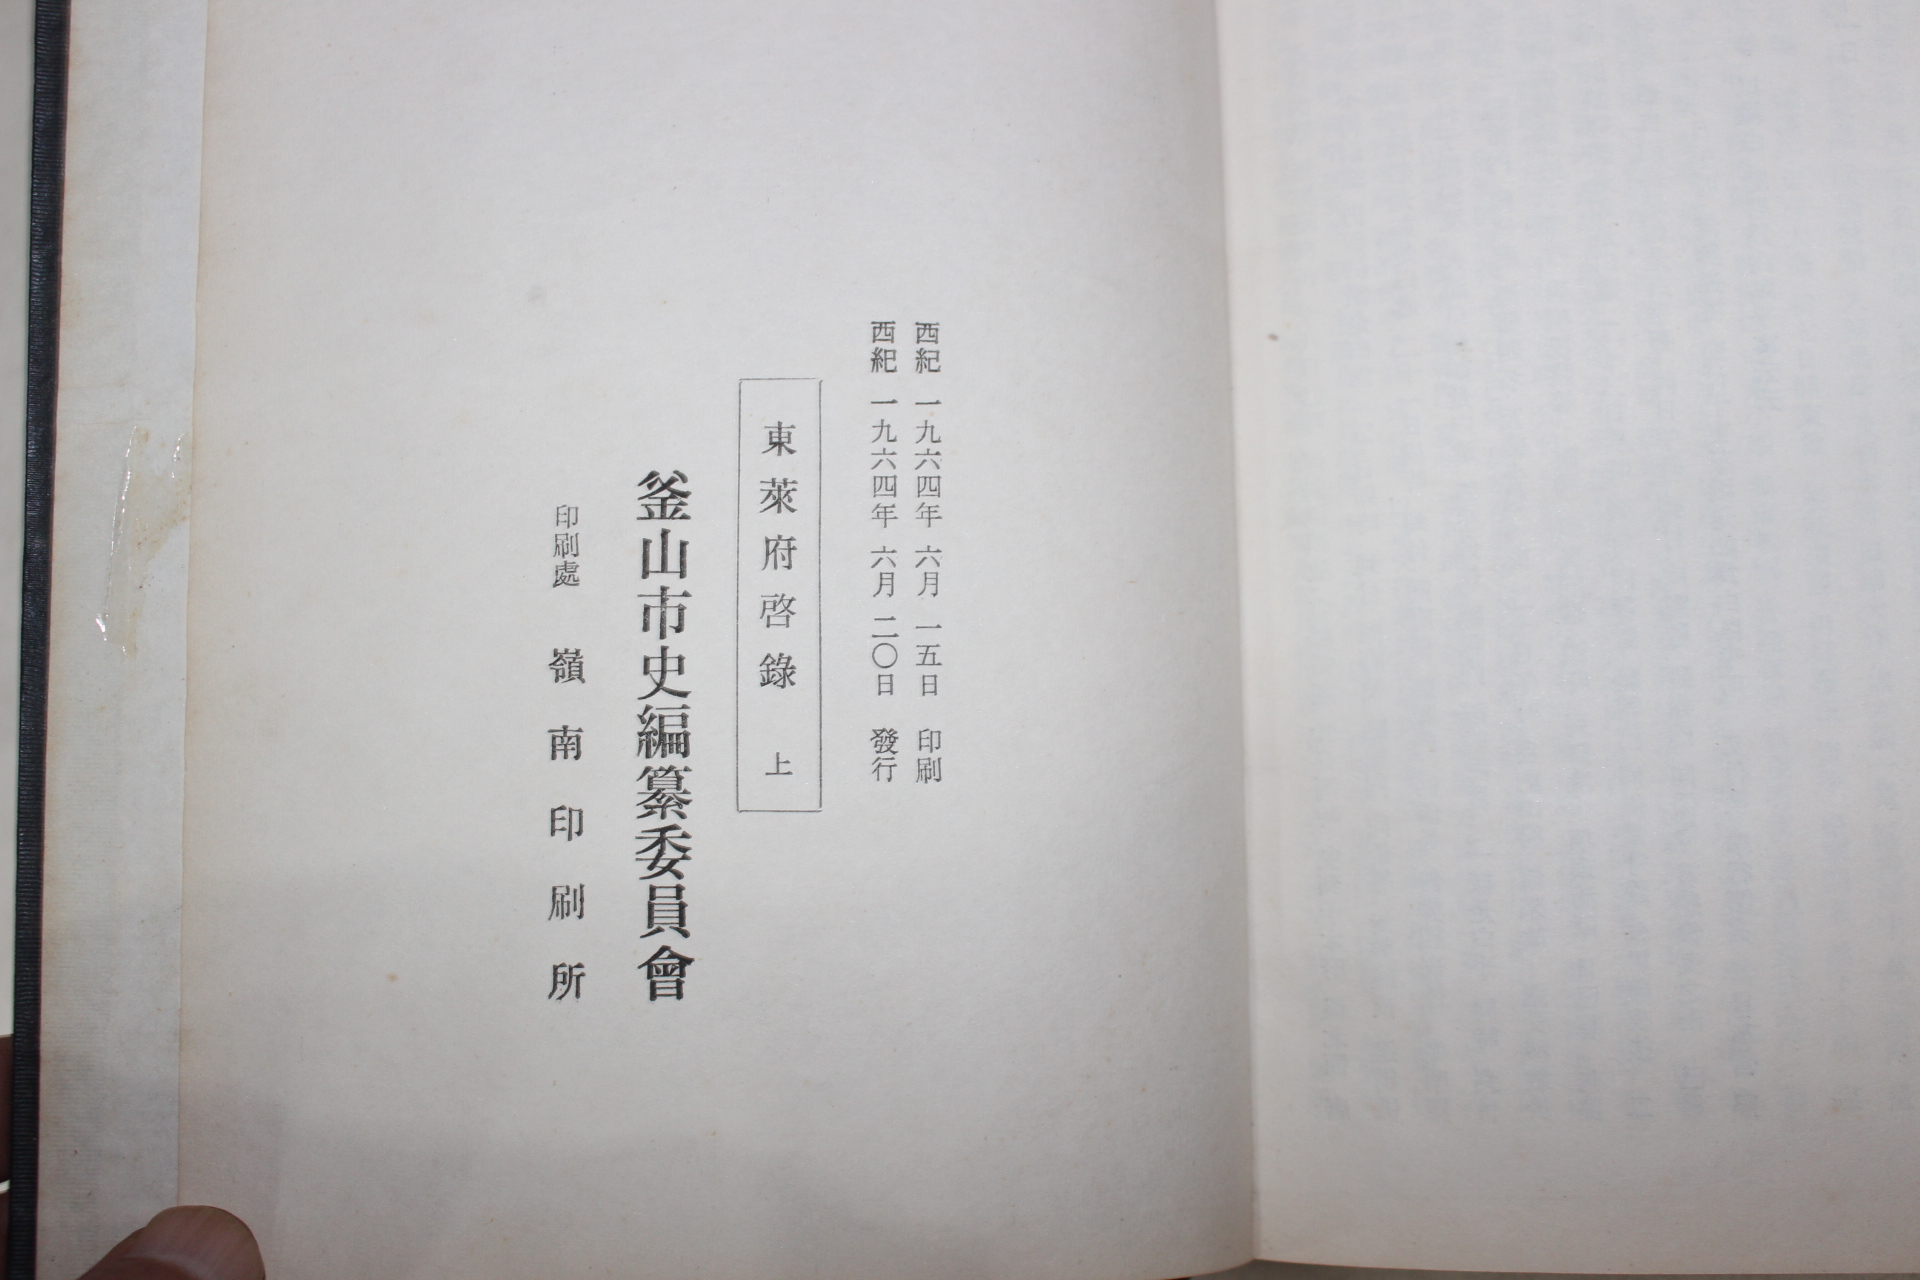 西紀 一九六四年 六月 一五日 印刷
西紀 一九六四年 六月 二〇日 發行
東萊府啓錄 上
釜山市史編纂委員會
印刷處 嶺南印刷所